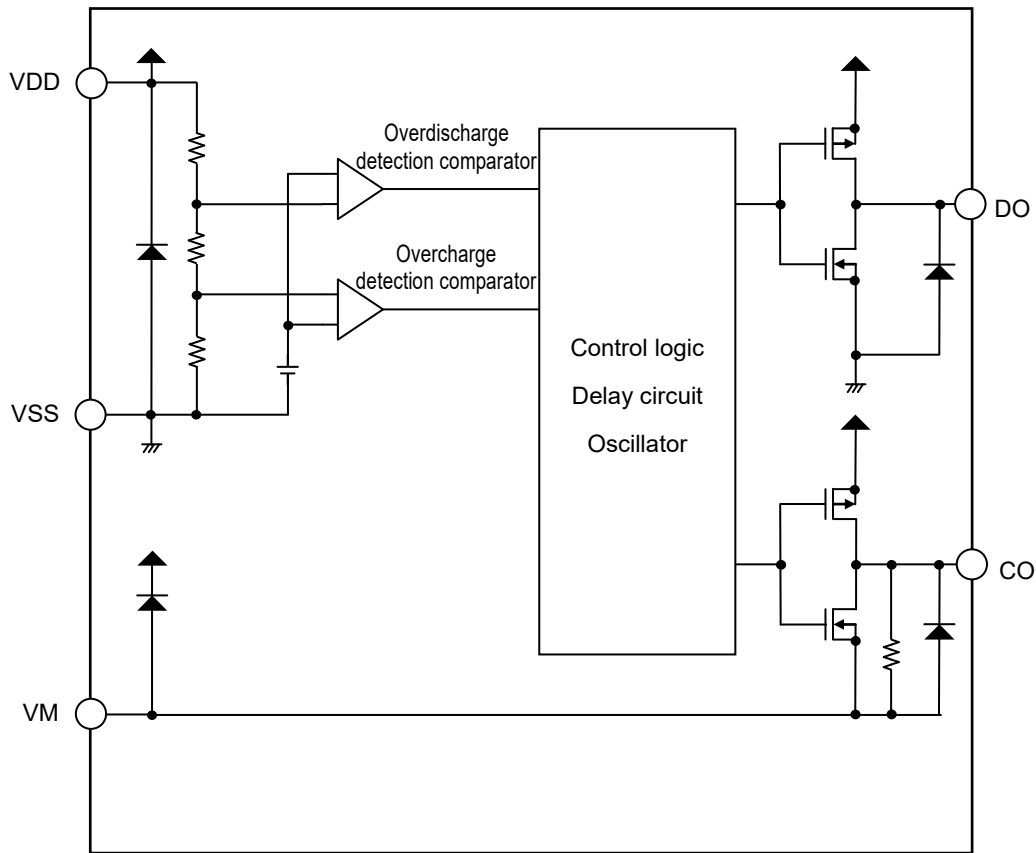 VDD
Overdischarge
detection comparator
DO
Overcharge
detection comparator
Control logic
Delay circuit
Oscillator
VSS
CO
VM